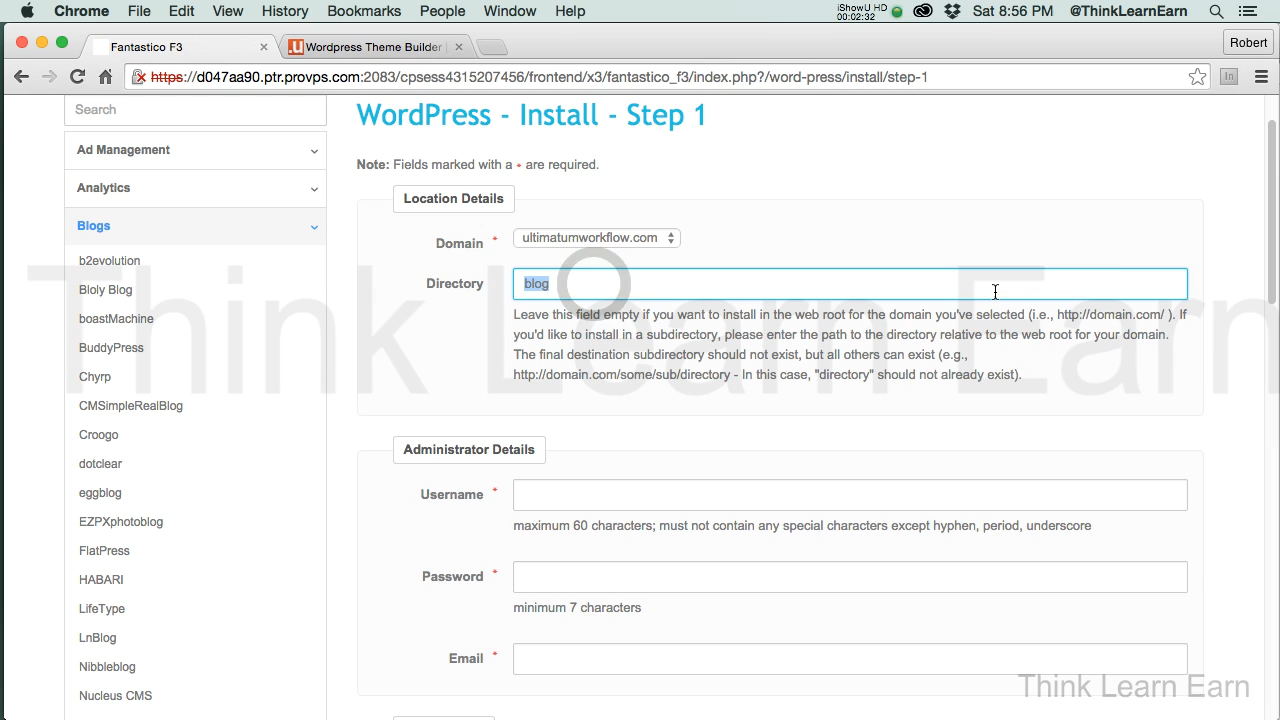 Chrome File Edit View History Bookmarks People Window Help iShowU HD 00:02:32 Sat 8:56 PM @ThinkLearnEarn
Fantastico F3 Wordpress Theme Builder Robert
https://d047aa90.ptr.provps.com:2083/cpsess4315207456/frontend/x3/fantastico_f3/index.php?/word-press/install/step-1
Search
Ad Management
Analytics
Blogs
b2evolution
Bloly Blog
boastMachine
BuddyPress
Chyrp
CMSimpleRealBlog
Croogo
dotclear
eggblog
EZPXphotoblog
FlatPress
HABARI
LifeType
LnBlog
Nibbleblog
Nucleus CMS
WordPress - Install - Step 1
Note: Fields marked with a * are required.
Location Details
Domain * ultimatumworkflow.com
Directory blog
Leave this field empty if you want to install in the web root for the domain you've selected (i.e., http://domain.com/ ). If
you'd like to install in a subdirectory, please enter the path to the directory relative to the web root for your domain.
The final destination subdirectory should not exist, but all others can exist (e.g.,
http://domain.com/some/sub/directory - In this case, "directory" should not already exist).
Administrator Details
Username *
maximum 60 characters; must not contain any special characters except hyphen, period, underscore
Password *
minimum 7 characters
Email *
Think Learn Earn
Think Learn Earn